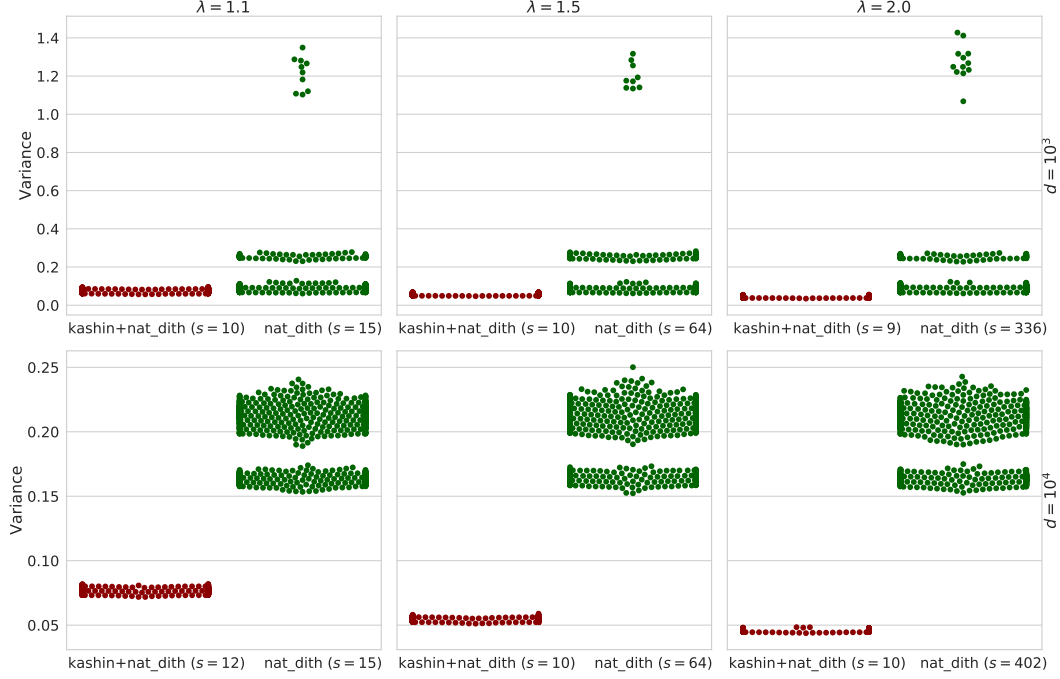 λ = 1.1
λ = 1.5
λ = 2.0
1.4
1.2
1.0
0.8
0.6
0.4
0.2
0.0
Variance
d = 10³
kashin+nat_dith (s = 10) nat_dith (s = 15)
kashin+nat_dith (s = 10) nat_dith (s = 64)
kashin+nat_dith (s = 9) nat_dith (s = 336)
0.25
0.20
0.15
0.10
0.05
Variance
d = 10⁴
kashin+nat_dith (s = 12) nat_dith (s = 15)
kashin+nat_dith (s = 10) nat_dith (s = 64)
kashin+nat_dith (s = 10) nat_dith (s = 402)